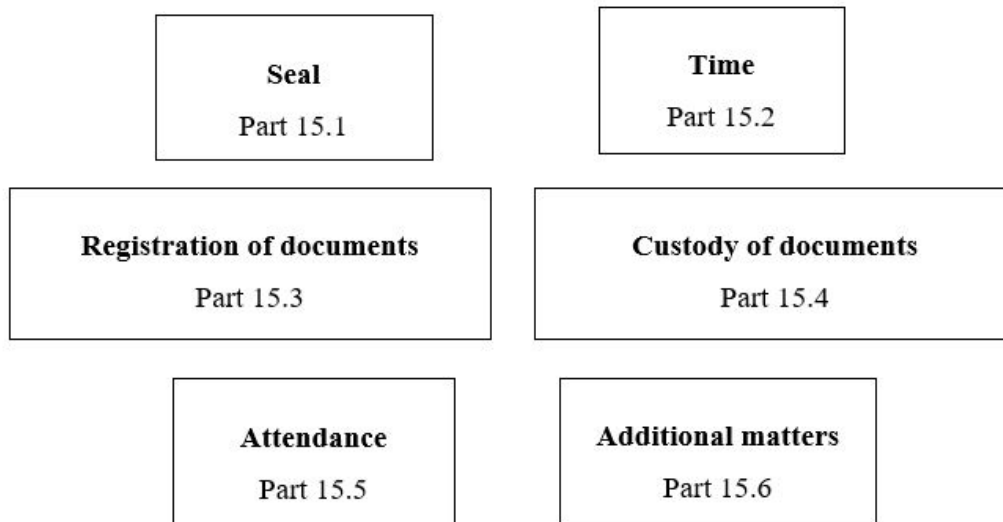 Seal
Part 15.1
Time
Part 15.2
Registration of documents
Part 15.3
Custody of documents
Part 15.4
Attendance
Part 15.5
Additional matters
Part 15.6